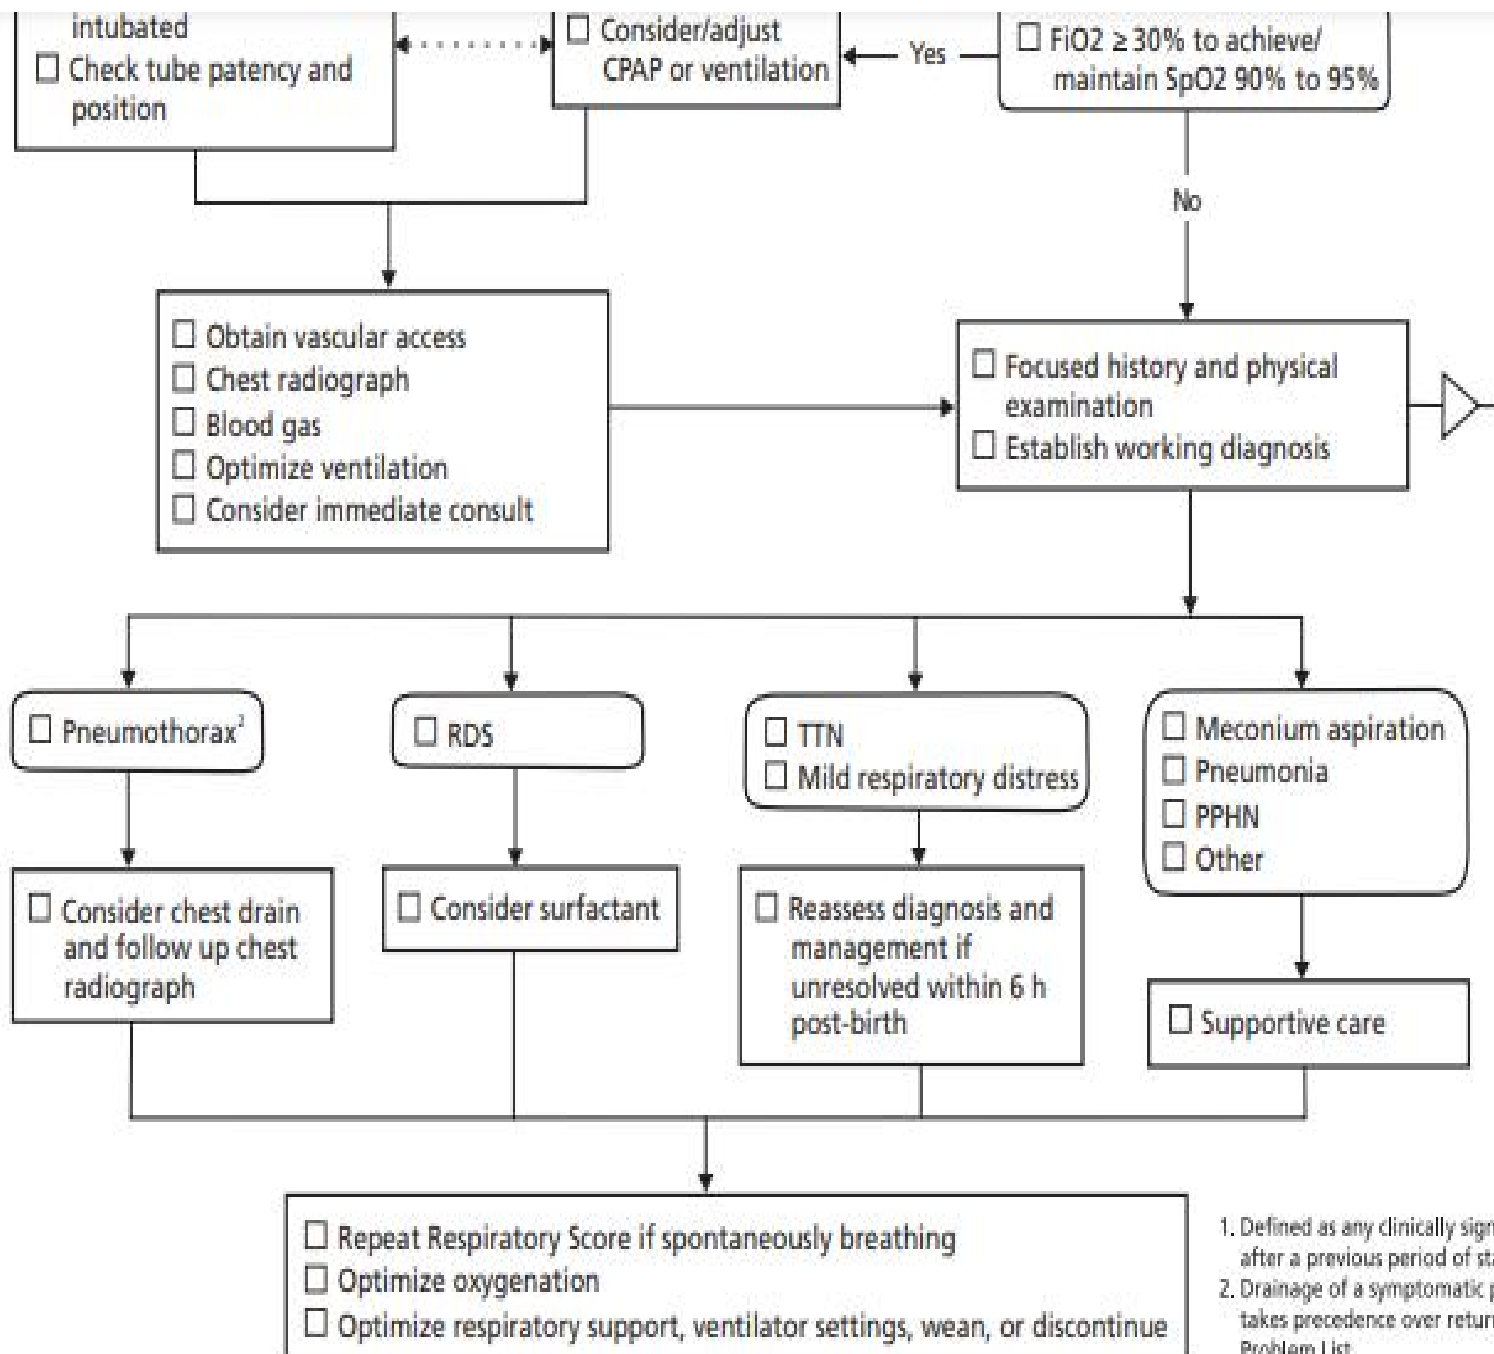 intubated
Check tube patency and
position
Consider/adjust
CPAP or ventilation
Yes
FiO2 ≥ 30% to achieve/
maintain SpO2 90% to 95%
No
Obtain vascular access
Chest radiograph
Blood gas
Optimize ventilation
Consider immediate consult
Focused history and physical
examination
Establish working diagnosis
Pneumothorax²
RDS
TTN
Mild respiratory distress
Meconium aspiration
Pneumonia
PPHN
Other
Consider chest drain
and follow up chest
radiograph
Consider surfactant
Reassess diagnosis and
management if
unresolved within 6 h
post-birth
Supportive care
Repeat Respiratory Score if spontaneously breathing
Optimize oxygenation
Optimize respiratory support, ventilator settings, wean, or discontinue
1. Defined as any clinically
after a previous period of
2. Drainage of a symptomatic
takes precedence over
Problem List